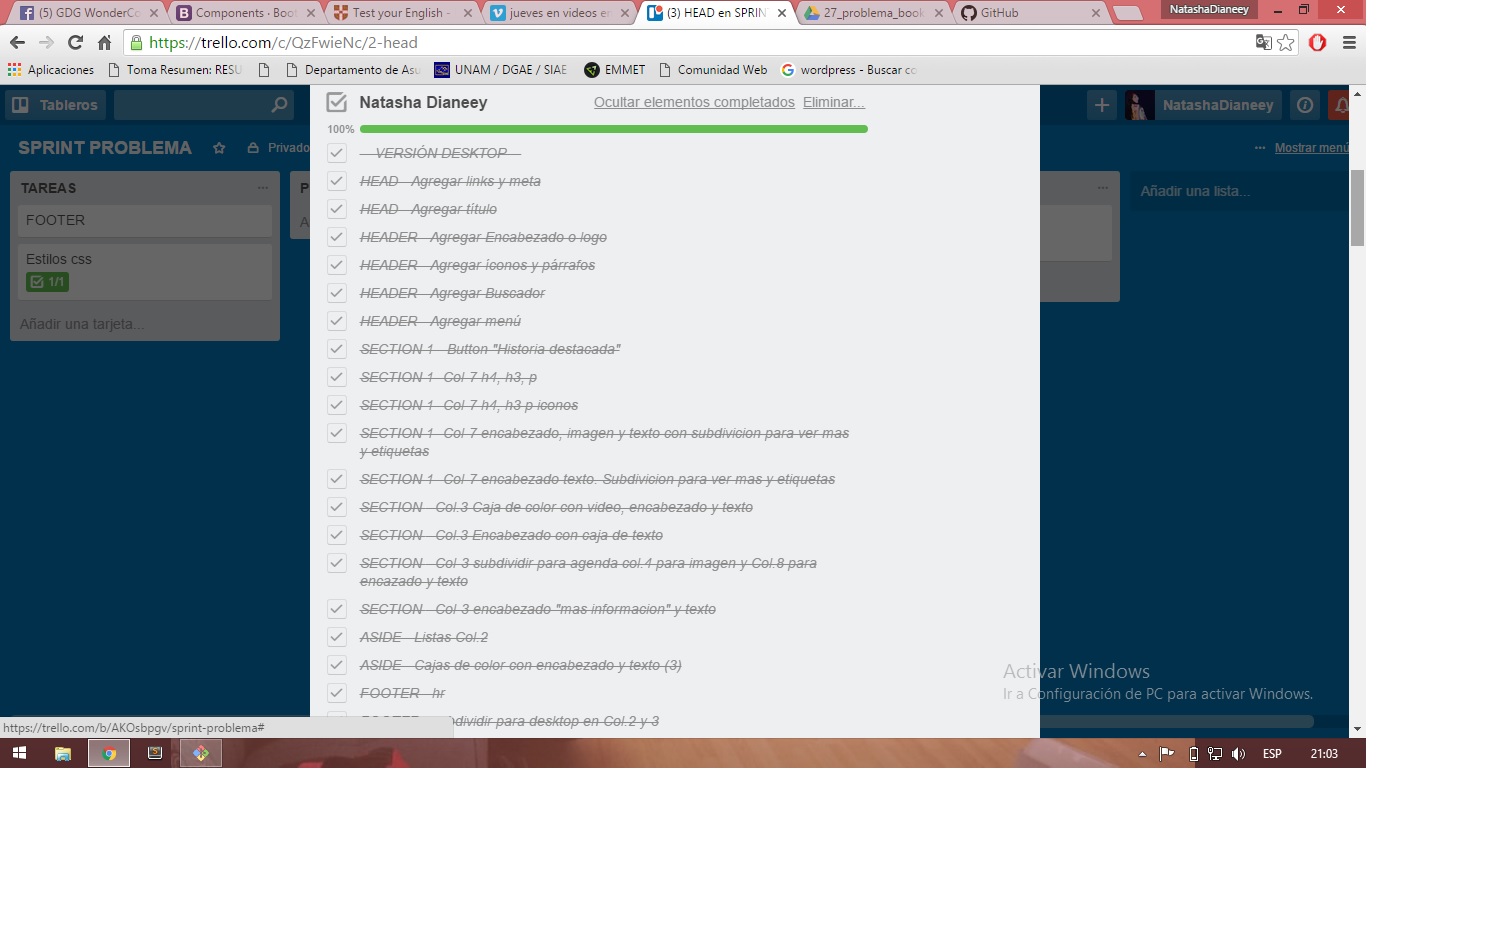 (5) GDG WonderCo
Components · Boot
Test your English -
jueves en videos en
(3) HEAD en SPRIN
27_problema_book
GitHub
NatashaDianeey
https://trello.com/c/QzFwieNc/2-head
Aplicaciones
Toma Resumen: RESU
Departamento de Asu
UNAM / DGAE / SIAE
EMMET
Comunidad Web
wordpress - Buscar co
Tableros
NatashaDianeey
SPRINT PROBLEMA
Privado
Mostrar menú
TAREAS
FOOTER
Estilos css
1/1
Añadir una tarjeta...
P
A
Añadir una lista...
Natasha Dianeey
Ocultar elementos completados
Eliminar...
100%
---VERSIÓN DESKTOP---
HEAD - Agregar links y meta
HEAD - Agregar título
HEADER - Agregar Encabezado o logo
HEADER - Agregar íconos y párrafos
HEADER - Agregar Buscador
HEADER - Agregar menú
SECTION 1 - Button "Historia destacada"
SECTION 1- Col-7 h4, h3, p
SECTION 1- Col-7 h4, h3 p iconos
SECTION 1- Col-7 encabezado, imagen y texto con subdivicion para ver mas
y etiquetas
SECTION 1- Col-7 encabezado texto. Subdivicion para ver mas y etiquetas
SECTION - Col.3 Caja de color con video, encabezado y texto
SECTION - Col.3 Encabezado con caja de texto
SECTION - Col-3 subdividir para agenda col.4 para imagen y Col.8 para
encazado y texto
SECTION - Col-3 encabezado "mas informacion" y texto
ASIDE - Listas Col.2
ASIDE - Cajas de color con encabezado y texto (3)
FOOTER - hr
bdividir para desktop en Col.2 y 3
Activar Windows
Ir a Configuración de PC para activar Windows.
https://trello.com/b/AKOsbpgv/sprint-problema#
ESP
21:03